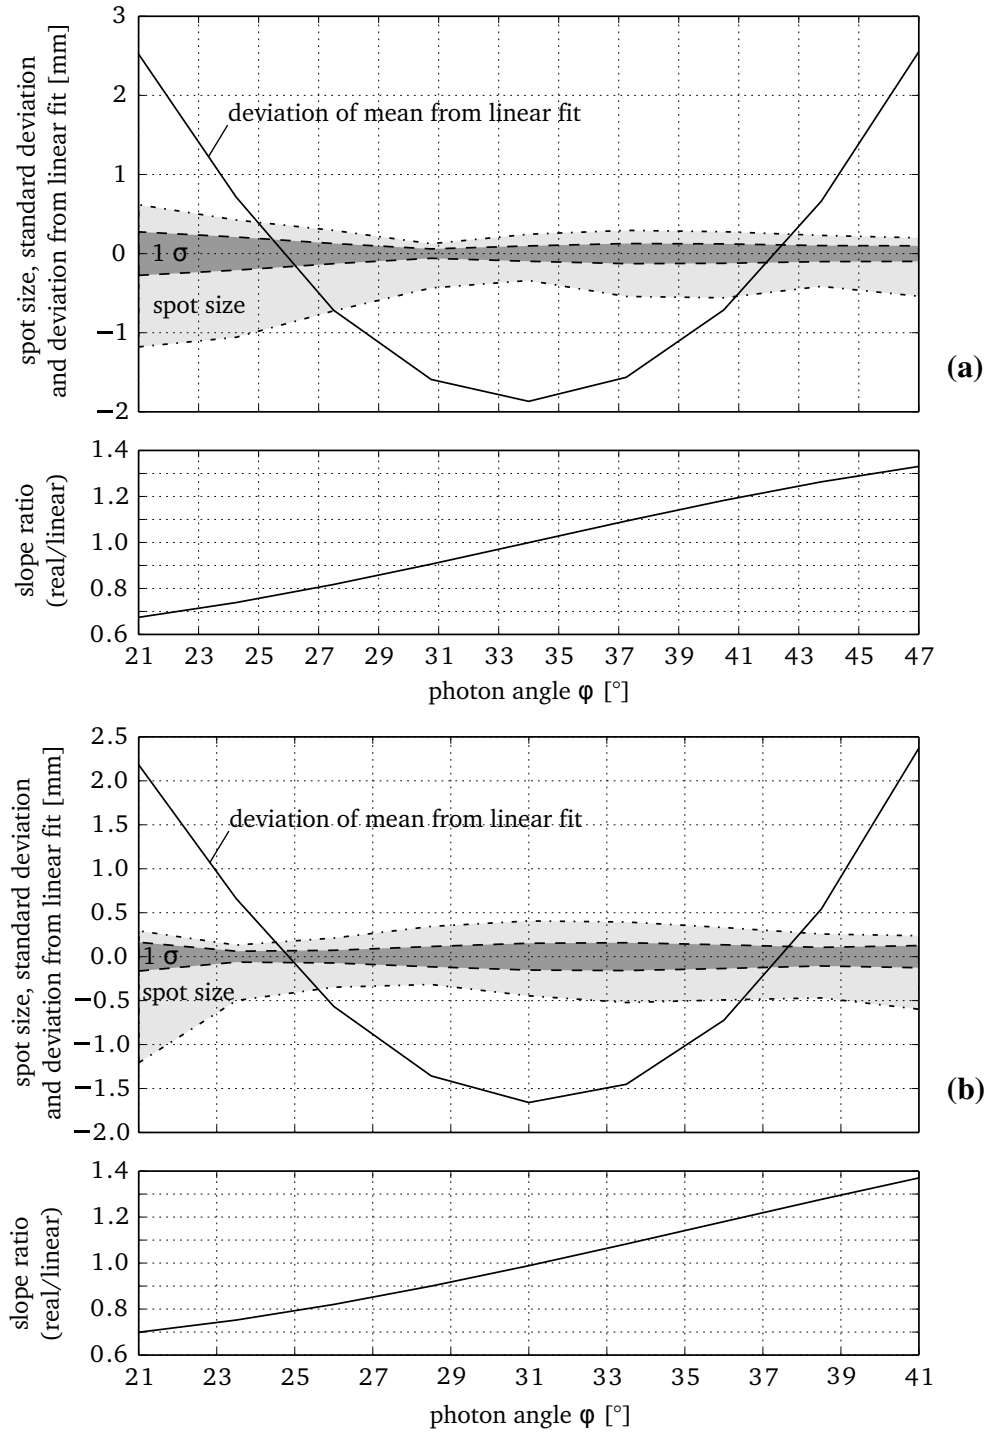 spot size, standard deviation
and deviation from linear fit [mm]
3
2
1
0
−1
−2
deviation of mean from linear fit
1 σ
spot size
(a)
slope ratio
(real/linear)
1.4
1.2
1.0
0.8
0.6
21 23 25 27 29 31 33 35 37 39 41 43 45 47
photon angle φ [°]
spot size, standard deviation
and deviation from linear fit [mm]
2.5
2.0
1.5
1.0
0.5
0.0
−0.5
−1.0
−1.5
−2.0
deviation of mean from linear fit
1 σ
spot size
(b)
slope ratio
(real/linear)
1.4
1.2
1.0
0.8
0.6
21 23 25 27 29 31 33 35 37 39 41
photon angle φ [°]